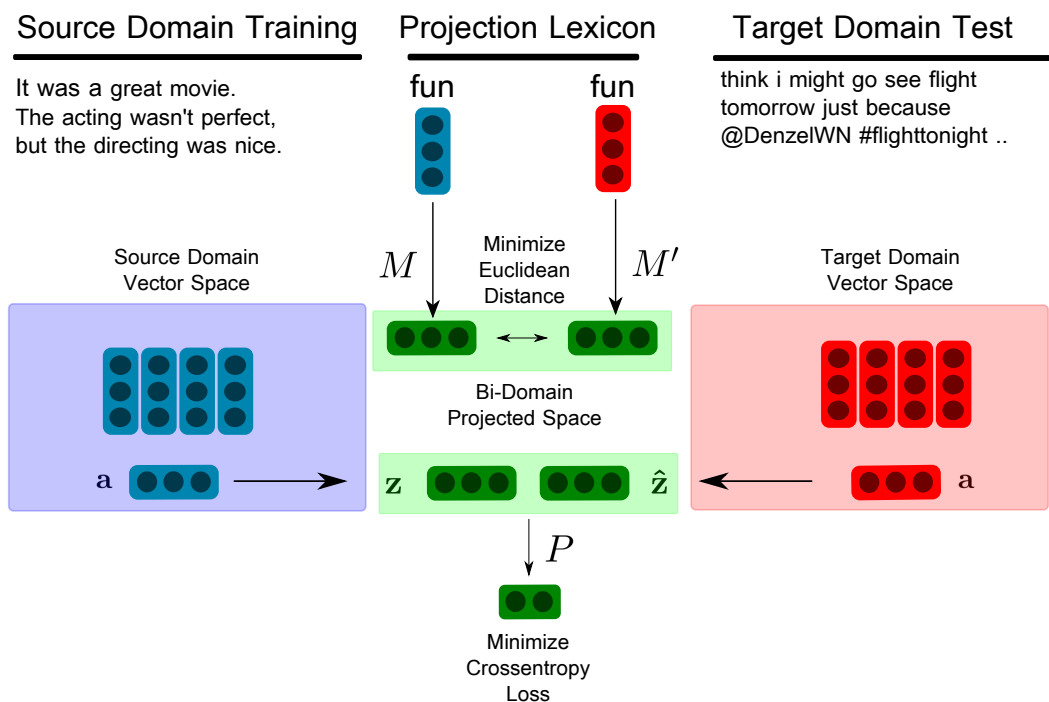 Source Domain Training
It was a great movie.
The acting wasn't perfect,
but the directing was nice.
Source Domain
Vector Space
a
Projection Lexicon
fun
fun
M
Minimize
Euclidean
Distance
M′
Bi-Domain
Projected Space
z
ẑ
P
Minimize
Crossentropy
Loss
Target Domain Test
think i might go see flight
tomorrow just because
@DenzelWN #flighttonight ..
Target Domain
Vector Space
a